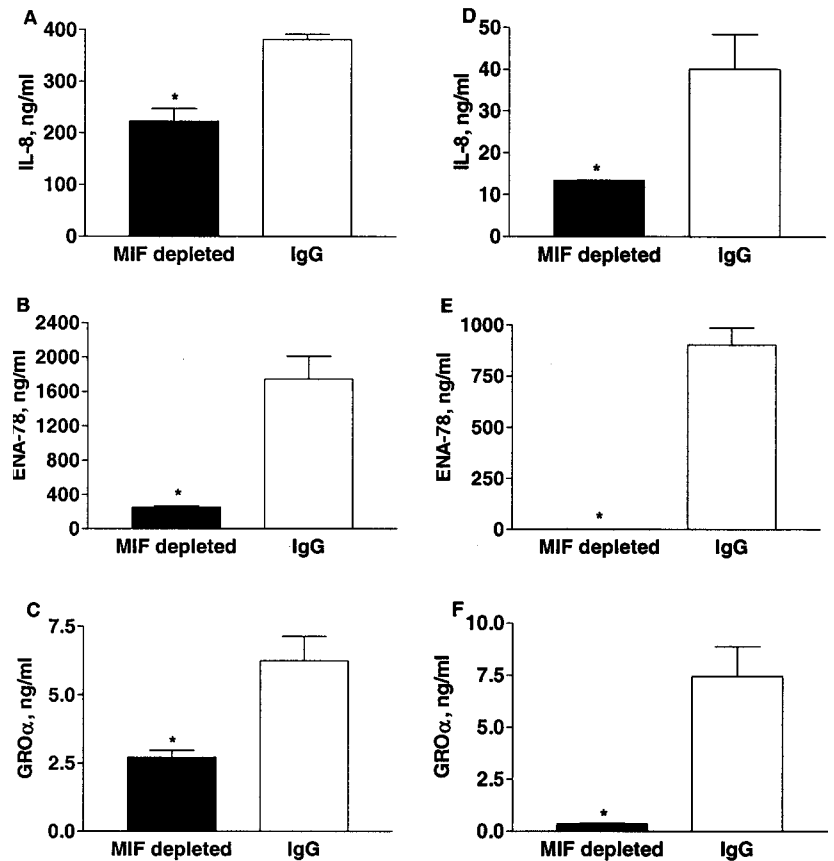 A
IL-8, ng/ml
400
300
200
100
0
*
MIF depleted
IgG
D
IL-8, ng/ml
50
40
30
20
10
0
*
MIF depleted
IgG
B
ENA-78, ng/ml
2400
2000
1600
1200
800
400
0
*
MIF depleted
IgG
E
ENA-78, ng/ml
1000
750
500
250
0
*
MIF depleted
IgG
C
GROα, ng/ml
7.5
5.0
2.5
0.0
*
MIF depleted
IgG
F
GROα, ng/ml
10.0
7.5
5.0
2.5
0.0
*
MIF depleted
IgG